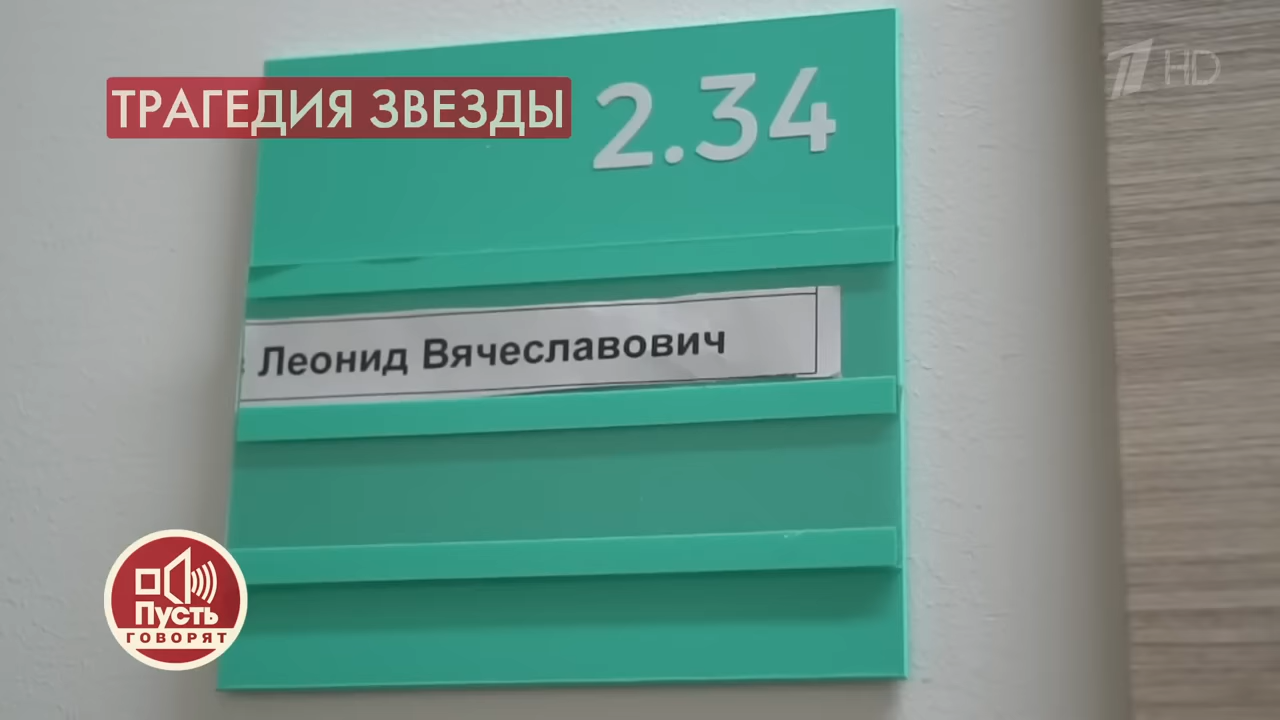 ТРАГЕДИЯ ЗВЕЗДЫ
2.34
HD
Леонид Вячеславович
Пусть
ГОВОРЯТ